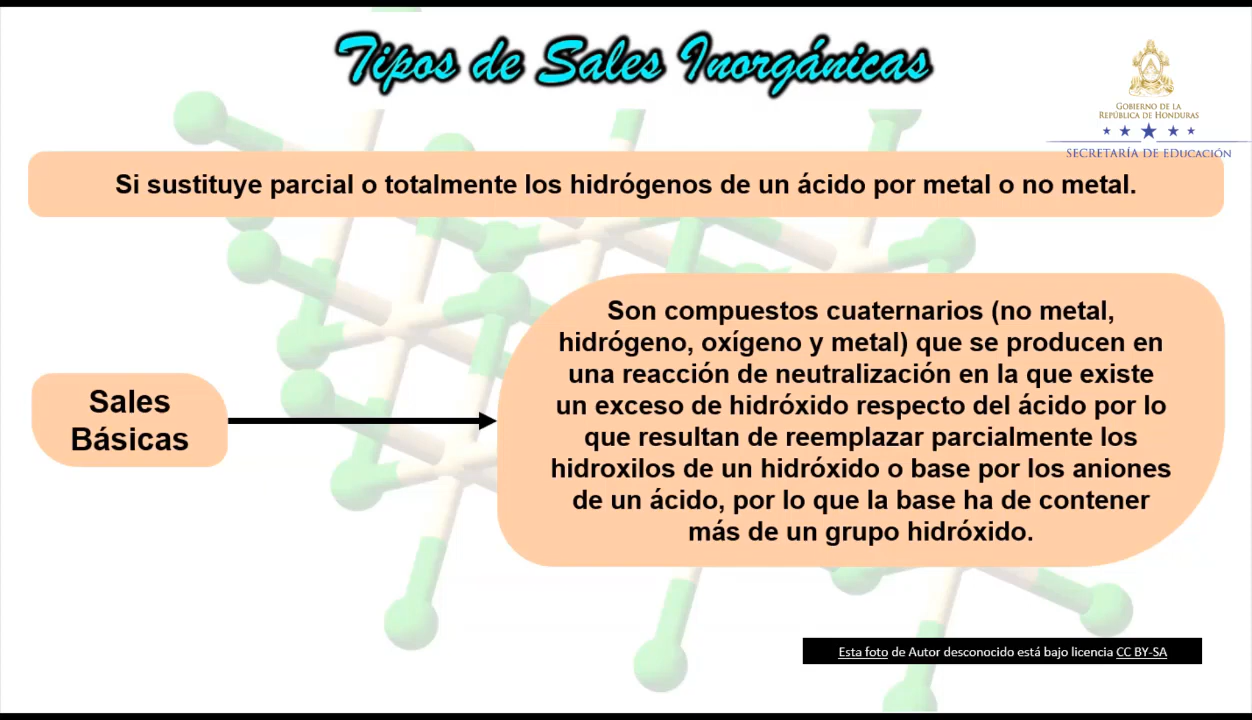 Tipos de Sales Inorgánicas
GOBIERNO DE LA
REPÚBLICA DE HONDURAS
SECRETARÍA DE EDUCACIÓN
Si sustituye parcial o totalmente los hidrógenos de un ácido por metal o no metal.
Sales
Básicas
Son compuestos cuaternarios (no metal,
hidrógeno, oxígeno y metal) que se producen en
una reacción de neutralización en la que existe
un exceso de hidróxido respecto del ácido por lo
que resultan de reemplazar parcialmente los
hidroxilos de un hidróxido o base por los aniones
de un ácido, por lo que la base ha de contener
más de un grupo hidróxido.
Esta foto de Autor desconocido está bajo licencia CC BY-SA